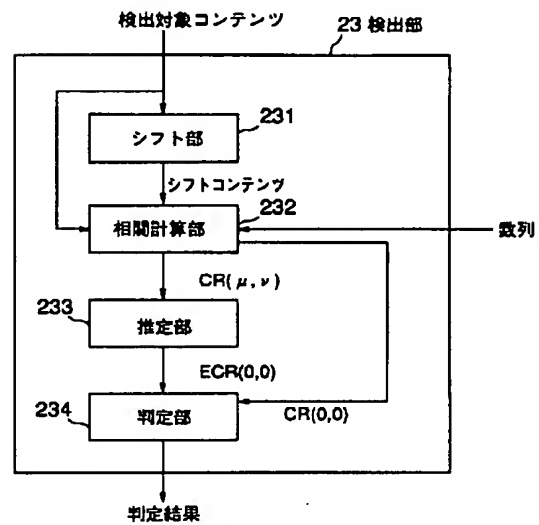 検出対象コンテンツ
23 検出部
シフト部
231
シフトコンテンツ
相関計算部
232
数列
CR(μ,ν)
233
推定部
ECR(0,0)
234
判定部
CR(0,0)
判定結果